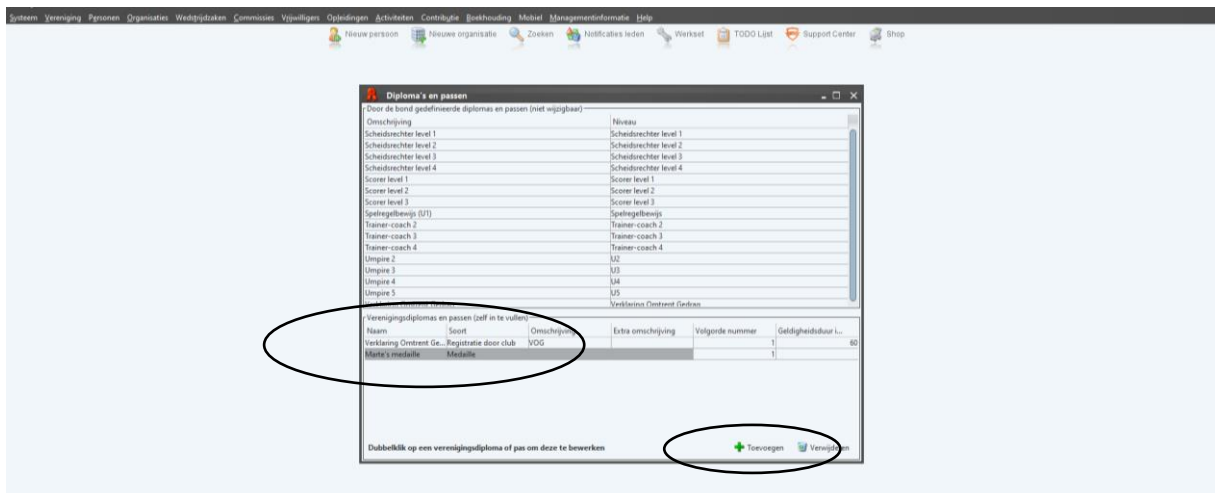 Systeem Vereniging Personen Organisaties Wedstrijdzaken Commissies Vrijwilligers Opleidingen Activiteiten Contributie Boekhouding Mobiel Managementinformatie Help
Nieuw persoon Nieuwe organisatie Zoeken Notificaties leden Werkset TODO Lijst Support Center Shop
Diploma's en passen
Door de bond gedefinieerde diplomas en passen (niet wijzigbaar)
Omschrijving Niveau
Scheidsrechter level 1 Scheidsrechter level 1
Scheidsrechter level 2 Scheidsrechter level 2
Scheidsrechter level 3 Scheidsrechter level 3
Scheidsrechter level 4 Scheidsrechter level 4
Scorer level 1 Scorer level 1
Scorer level 2 Scorer level 2
Scorer level 3 Scorer level 3
Spelregelbewijs (U1) Spelregelbewijs
Trainer-coach 2 Trainer-coach 2
Trainer-coach 3 Trainer-coach 3
Trainer-coach 4 Trainer-coach 4
Umpire 2 U2
Umpire 3 U3
Umpire 4 U4
Umpire 5 U5
Verklaring Omtrent Gedrag Verklaring Omtrent Gedrag
Verenigingsdiplomas en passen (zelf in te vullen)
Naam Soort Omschrijving Extra omschrijving Volgorde nummer Geldigheidsduur i...
Verklaring Omtrent Ge... Registratie door club VOG 1 60
Marte's medaille Medaille 1
Dubbelklik op een verenigingsdiploma of pas om deze te bewerken Toevoegen Verwijderen